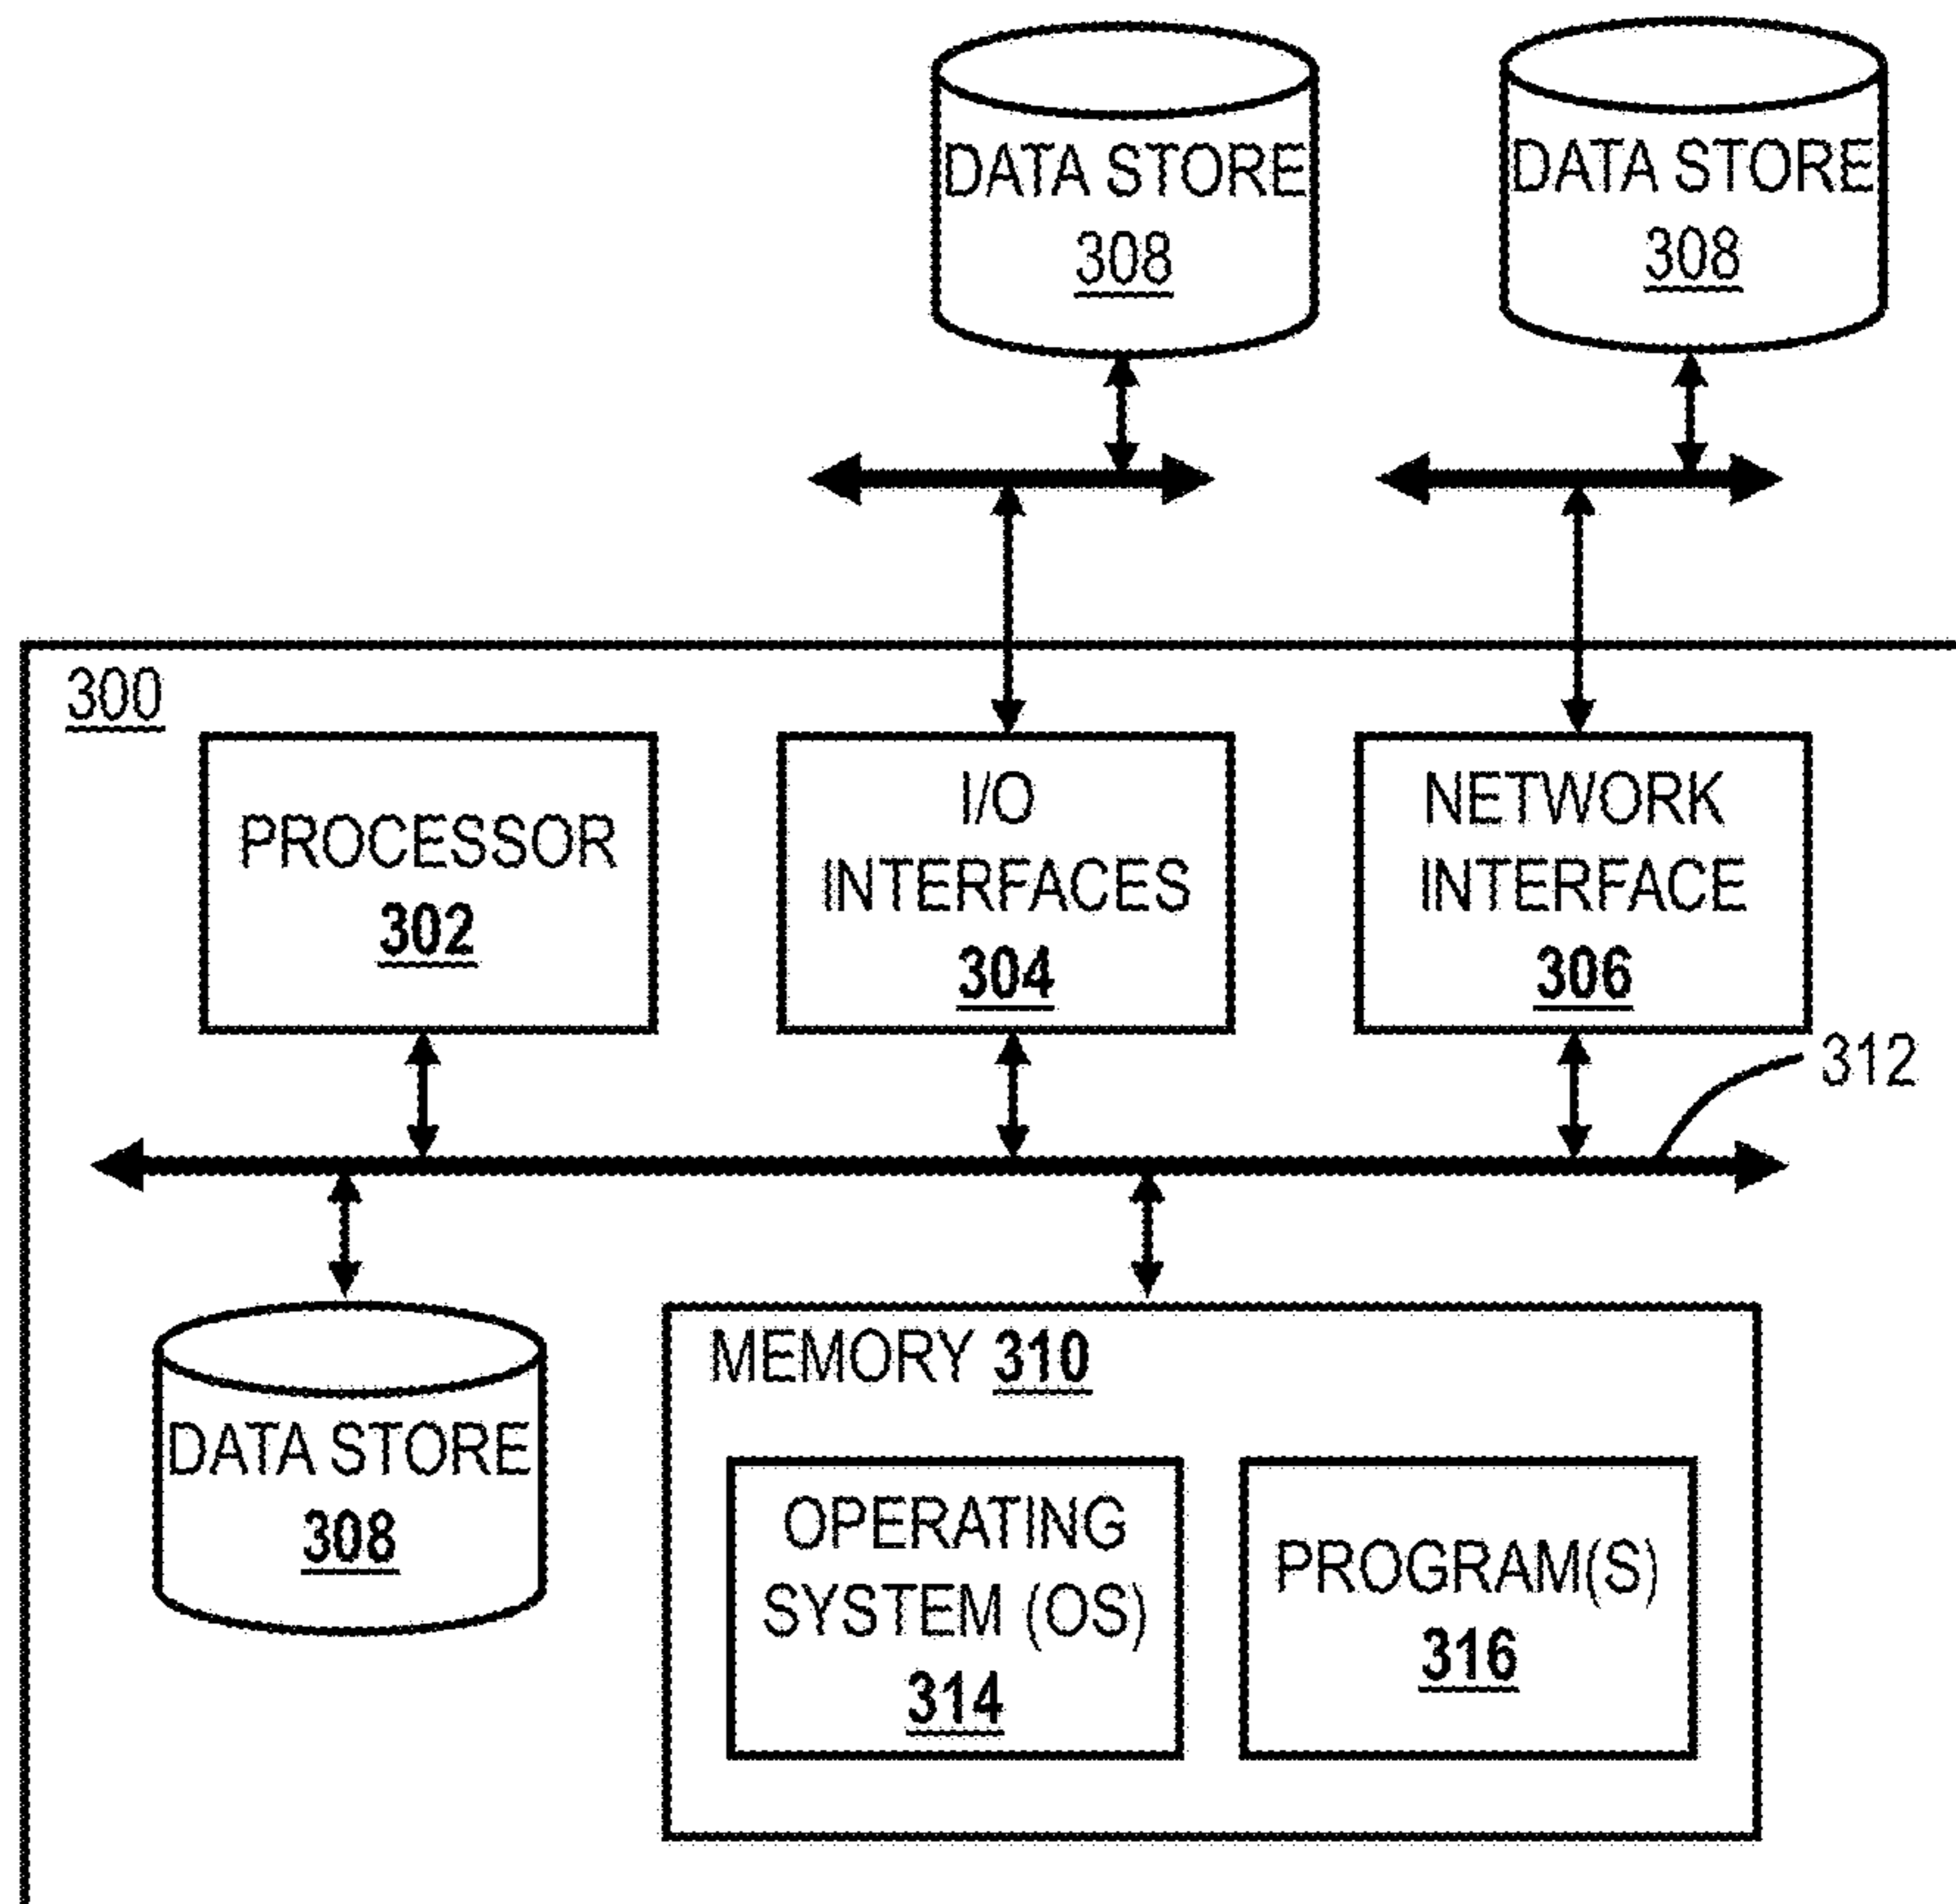 DATA STORE
308
DATA STORE
308
300
PROCESSOR
302
I/O
INTERFACES
304
NETWORK
INTERFACE
306
312
DATA STORE
308
MEMORY 310
OPERATING
SYSTEM (OS)
314
PROGRAM(S)
316